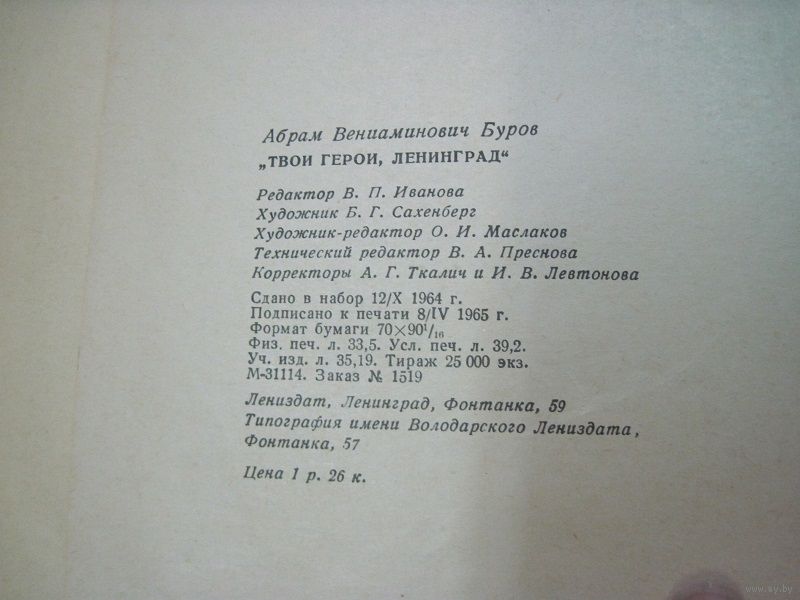 Абрам Вениаминович Буров
„ТВОИ ГЕРОИ, ЛЕНИНГРАД“
Редактор В. П. Иванова
Художник Б. Г. Сахенберг
Художник-редактор О. И. Маслаков
Технический редактор В. А. Преснова
Корректоры А. Г. Ткалич и И. В. Левтонова
Сдано в набор 12/X 1964 г.
Подписано к печати 8/IV 1965 г.
Формат бумаги 70×90¹/₁₆
Физ. печ. л. 33,5. Усл. печ. л. 39,2.
Уч. изд. л. 35,19. Тираж 25 000 экз.
М-31114. Заказ № 1519
Лениздат, Ленинград, Фонтанка, 59
Типография имени Володарского Лениздата,
Фонтанка, 57
Цена 1 р. 26 к.
www.ay.by